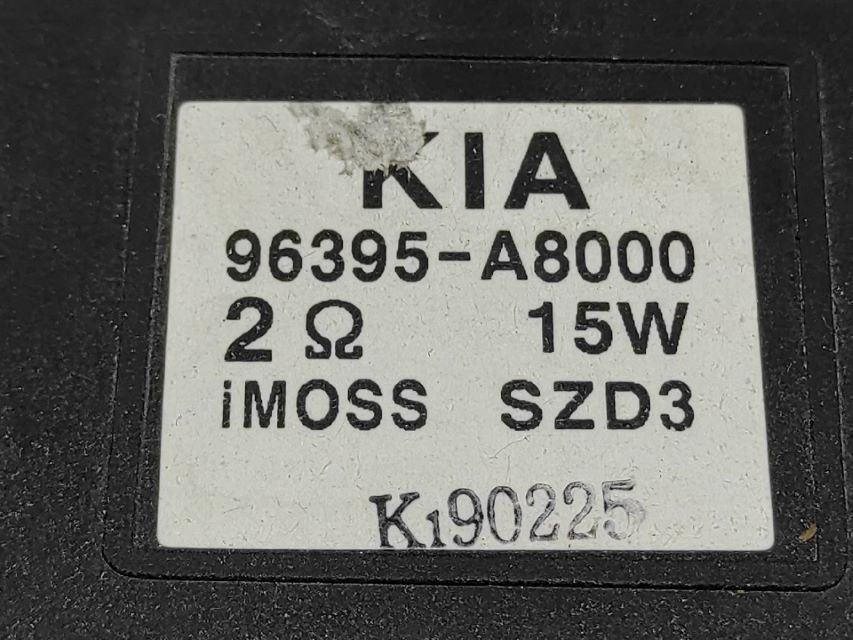 KIA
96395-A8000
2 Ω 15W
iMOSS SZD3
K190225